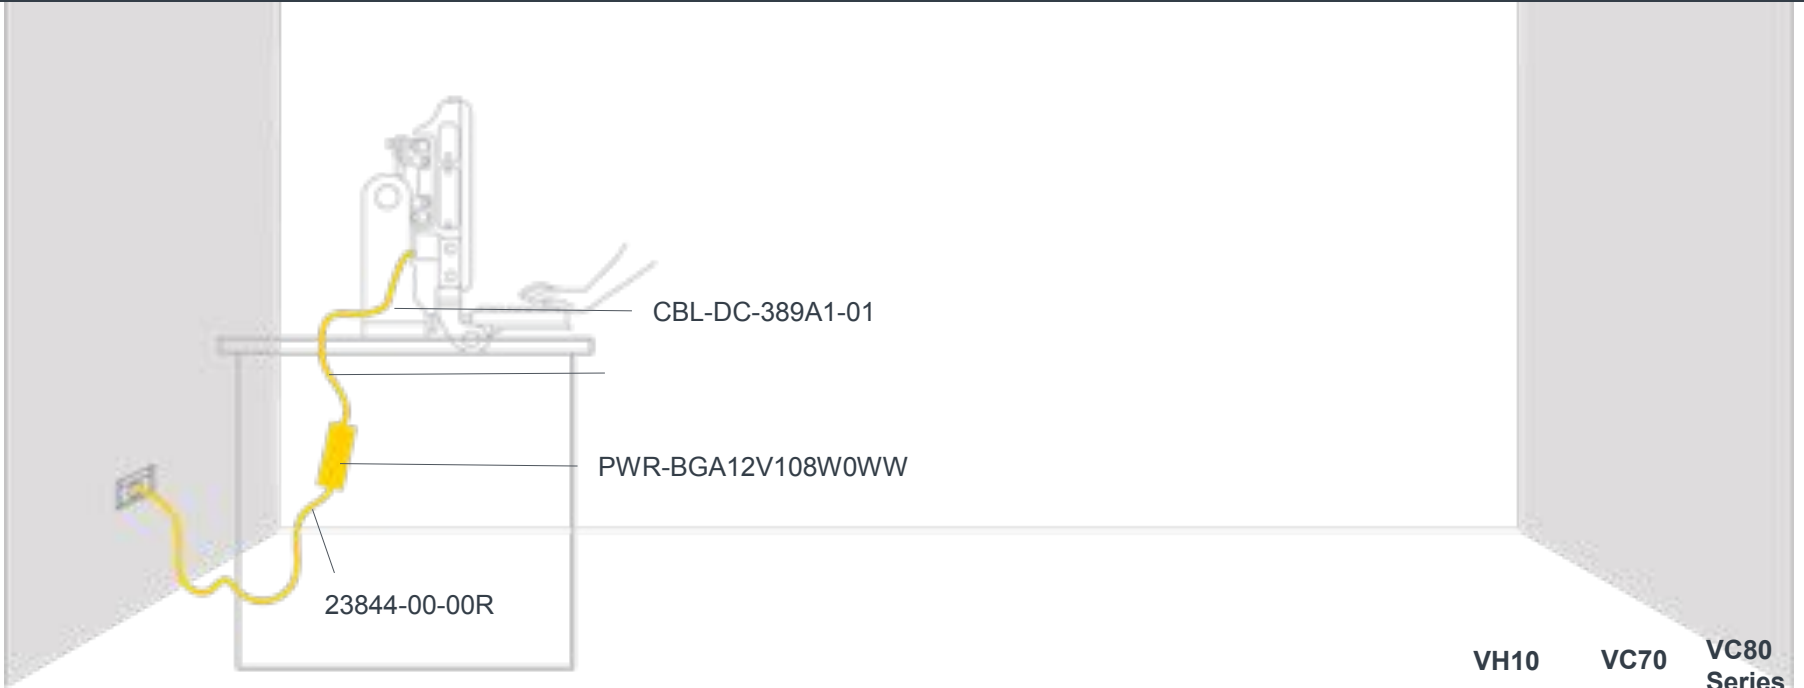 CBL-DC-389A1-01
PWR-BGA12V108W0WW
23844-00-00R
VH10 VC70 VC80
Series